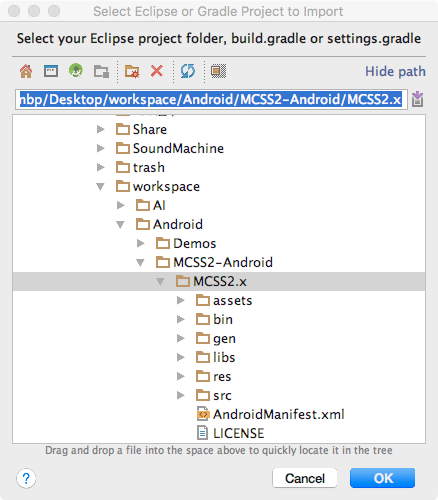 Select Eclipse or Gradle Project to Import
Select your Eclipse project folder, build.gradle or settings.gradle
Hide path
nbp/Desktop/workspace/Android/MCSS2-Android/MCSS2.x
Share
SoundMachine
trash
workspace
AI
Android
Demos
MCSS2-Android
MCSS2.x
assets
bin
gen
libs
res
src
AndroidManifest.xml
LICENSE
Drag and drop a file into the space above to quickly locate it in the tree
? Cancel OK